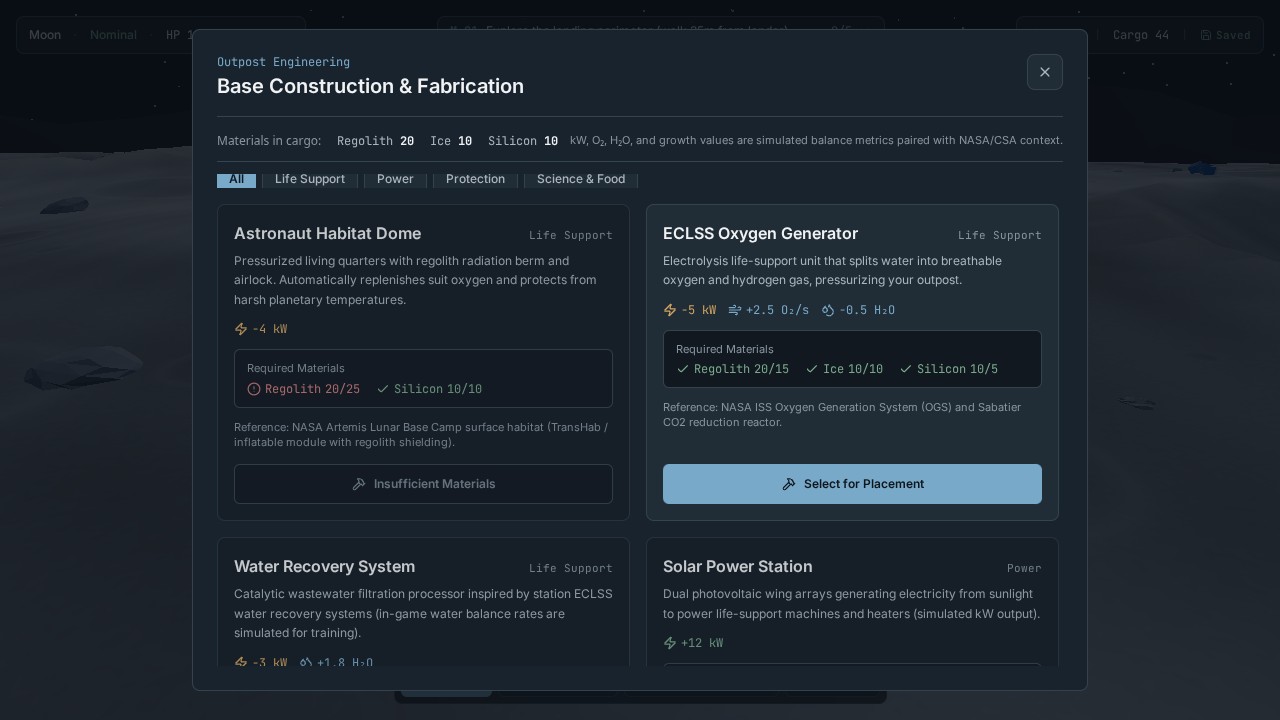 Moon · Nominal · HP 1
Cargo 44
Saved
Outpost Engineering
Base Construction & Fabrication
Materials in cargo: Regolith 20 Ice 10 Silicon 10 kW, O₂, H₂O, and growth values are simulated balance metrics paired with NASA/CSA context.
All Life Support Power Protection Science & Food
Astronaut Habitat Dome Life Support
Pressurized living quarters with regolith radiation berm and
airlock. Automatically replenishes suit oxygen and protects from
harsh planetary temperatures.
-4 kW
Required Materials
Regolith 20/25 Silicon 10/10
Reference: NASA Artemis Lunar Base Camp surface habitat (TransHab /
inflatable module with regolith shielding).
Insufficient Materials
ECLSS Oxygen Generator Life Support
Electrolysis life-support unit that splits water into breathable
oxygen and hydrogen gas, pressurizing your outpost.
-5 kW +2.5 O₂/s -0.5 H₂O
Required Materials
Regolith 20/15 Ice 10/10 Silicon 10/5
Reference: NASA ISS Oxygen Generation System (OGS) and Sabatier
CO2 reduction reactor.
Select for Placement
Water Recovery System Life Support
Catalytic wastewater filtration processor inspired by station ECLSS
water recovery systems (in-game water balance rates are
simulated for training).
-3 kW +1.8 H₂O
Solar Power Station Power
Dual photovoltaic wing arrays generating electricity from sunlight
to power life-support machines and heaters (simulated kW output).
+12 kW